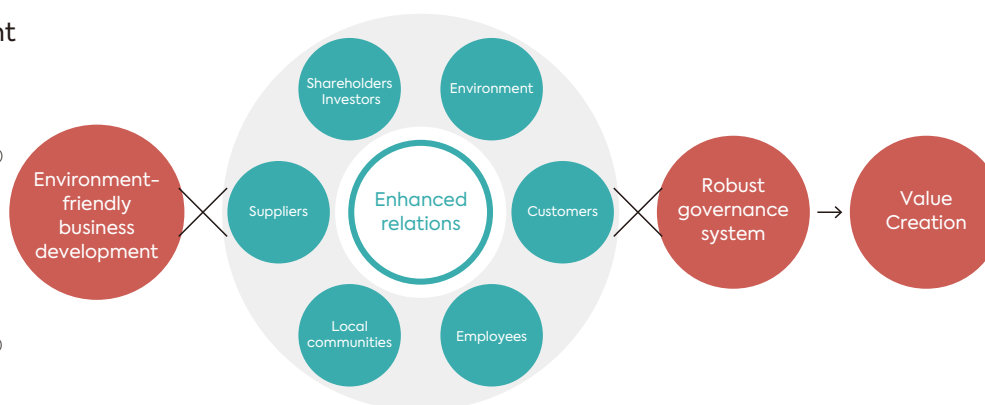 Environment-
friendly
business
development
Shareholders
Investors
Environment
Suppliers
Enhanced
relations
Customers
Local
communities
Employees
Robust
governance
system
Value
Creation